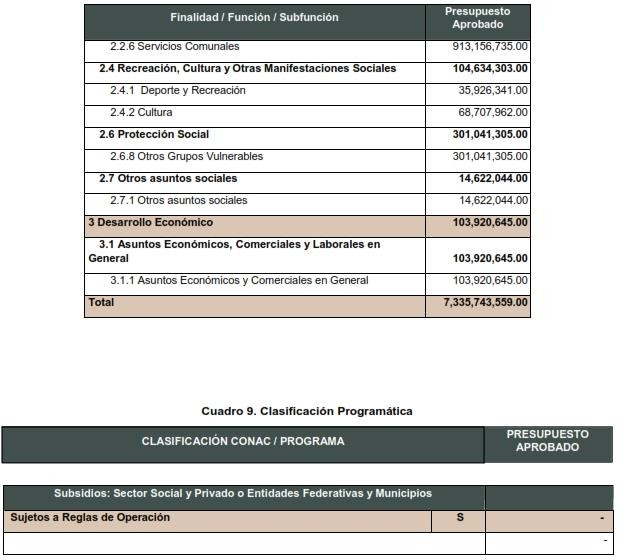 Finalidad / Función / Subfunción Presupuesto Aprobado
2.2.6 Servicios Comunales 913,156,735.00
2.4 Recreación, Cultura y Otras Manifestaciones Sociales 104,634,303.00
2.4.1 Deporte y Recreación 35,926,341.00
2.4.2 Cultura 68,707,962.00
2.6 Protección Social 301,041,305.00
2.6.8 Otros Grupos Vulnerables 301,041,305.00
2.7 Otros asuntos sociales 14,622,044.00
2.7.1 Otros asuntos sociales 14,622,044.00
3 Desarrollo Económico 103,920,645.00
3.1 Asuntos Económicos, Comerciales y Laborales en
General 103,920,645.00
3.1.1 Asuntos Económicos y Comerciales en General 103,920,645.00
Total 7,335,743,559.00
Cuadro 9. Clasificación Programática
CLASIFICACIÓN CONAC / PROGRAMA PRESUPUESTO APROBADO
Subsidios: Sector Social y Privado o Entidades Federativas y Municipios
Sujetos a Reglas de Operación S -
-